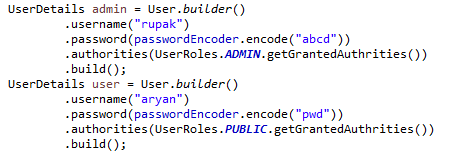 UserDetails admin = User.builder()
.username("rupak")
.password(passwordEncoder.encode("abcd"))
.authorities(UserRoles.ADMIN.getGrantedAuthrities())
.build();
UserDetails user = User.builder()
.username("aryan")
.password(passwordEncoder.encode("pwd"))
.authorities(UserRoles.PUBLIC.getGrantedAuthrities())
.build();